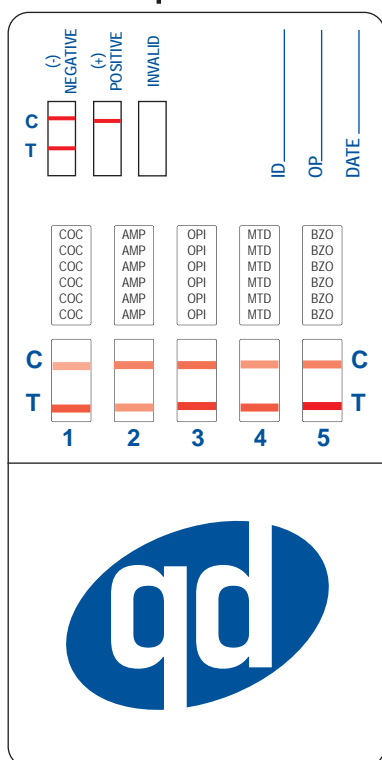 (-)
NEGATIVE
(+)
POSITIVE
INVALID
C
T
ID
OP
DATE
COC AMP OPI MTD BZO
COC AMP OPI MTD BZO
COC AMP OPI MTD BZO
COC AMP OPI MTD BZO
COC AMP OPI MTD BZO
COC AMP OPI MTD BZO
C C
T T
1 2 3 4 5
qd